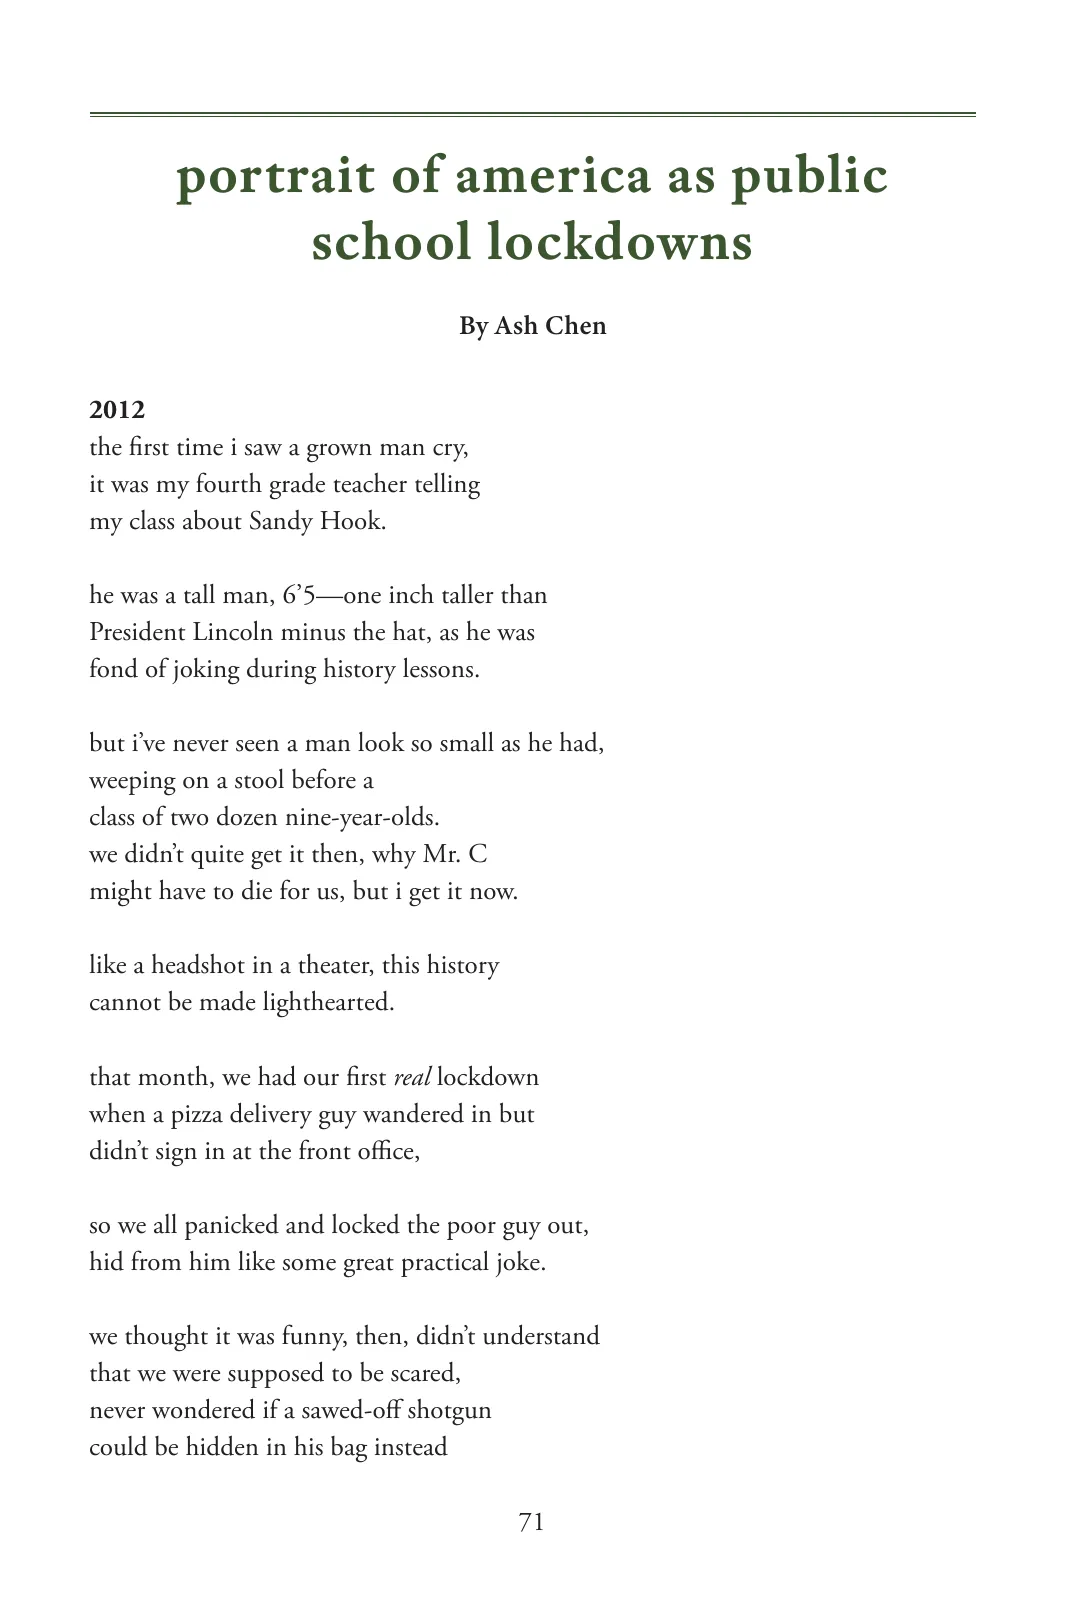 portrait of america as public
school lockdowns
By Ash Chen
2012
the first time i saw a grown man cry,
it was my fourth grade teacher telling
my class about Sandy Hook.
he was a tall man, 6’5—one inch taller than
President Lincoln minus the hat, as he was
fond of joking during history lessons.
but i’ve never seen a man look so small as he had,
weeping on a stool before a
class of two dozen nine-year-olds.
we didn’t quite get it then, why Mr. C
might have to die for us, but i get it now.
like a headshot in a theater, this history
cannot be made lighthearted.
that month, we had our first real lockdown
when a pizza delivery guy wandered in but
didn’t sign in at the front office,
so we all panicked and locked the poor guy out,
hid from him like some great practical joke.
we thought it was funny, then, didn’t understand
that we were supposed to be scared,
never wondered if a sawed-off shotgun
could be hidden in his bag instead
71